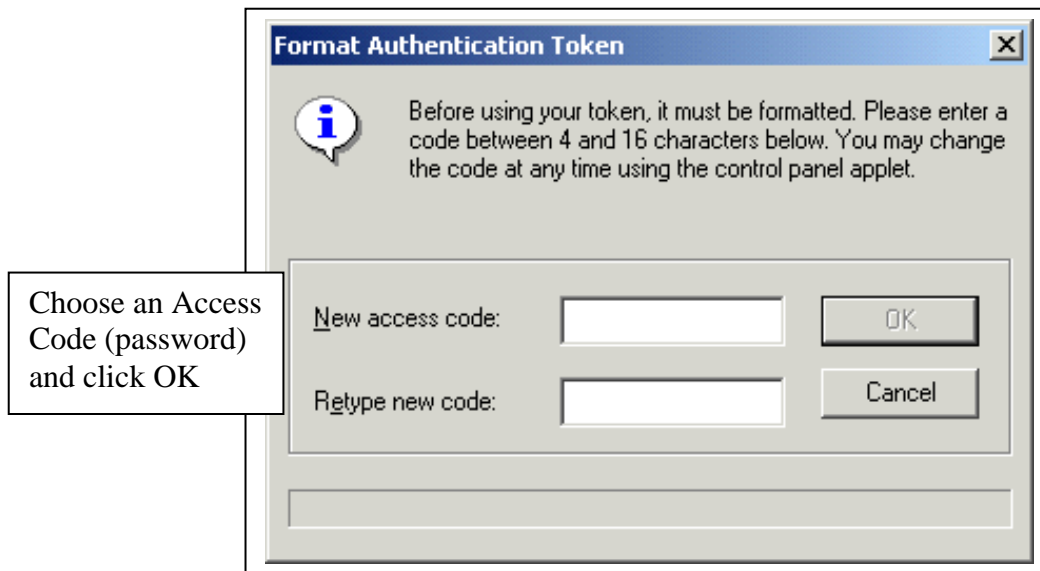 Format Authentication Token
Before using your token, it must be formatted. Please enter a
code between 4 and 16 characters below. You may change
the code at any time using the control panel applet.
Choose an Access
Code (password)
and click OK
New access code:
OK
Retype new code:
Cancel